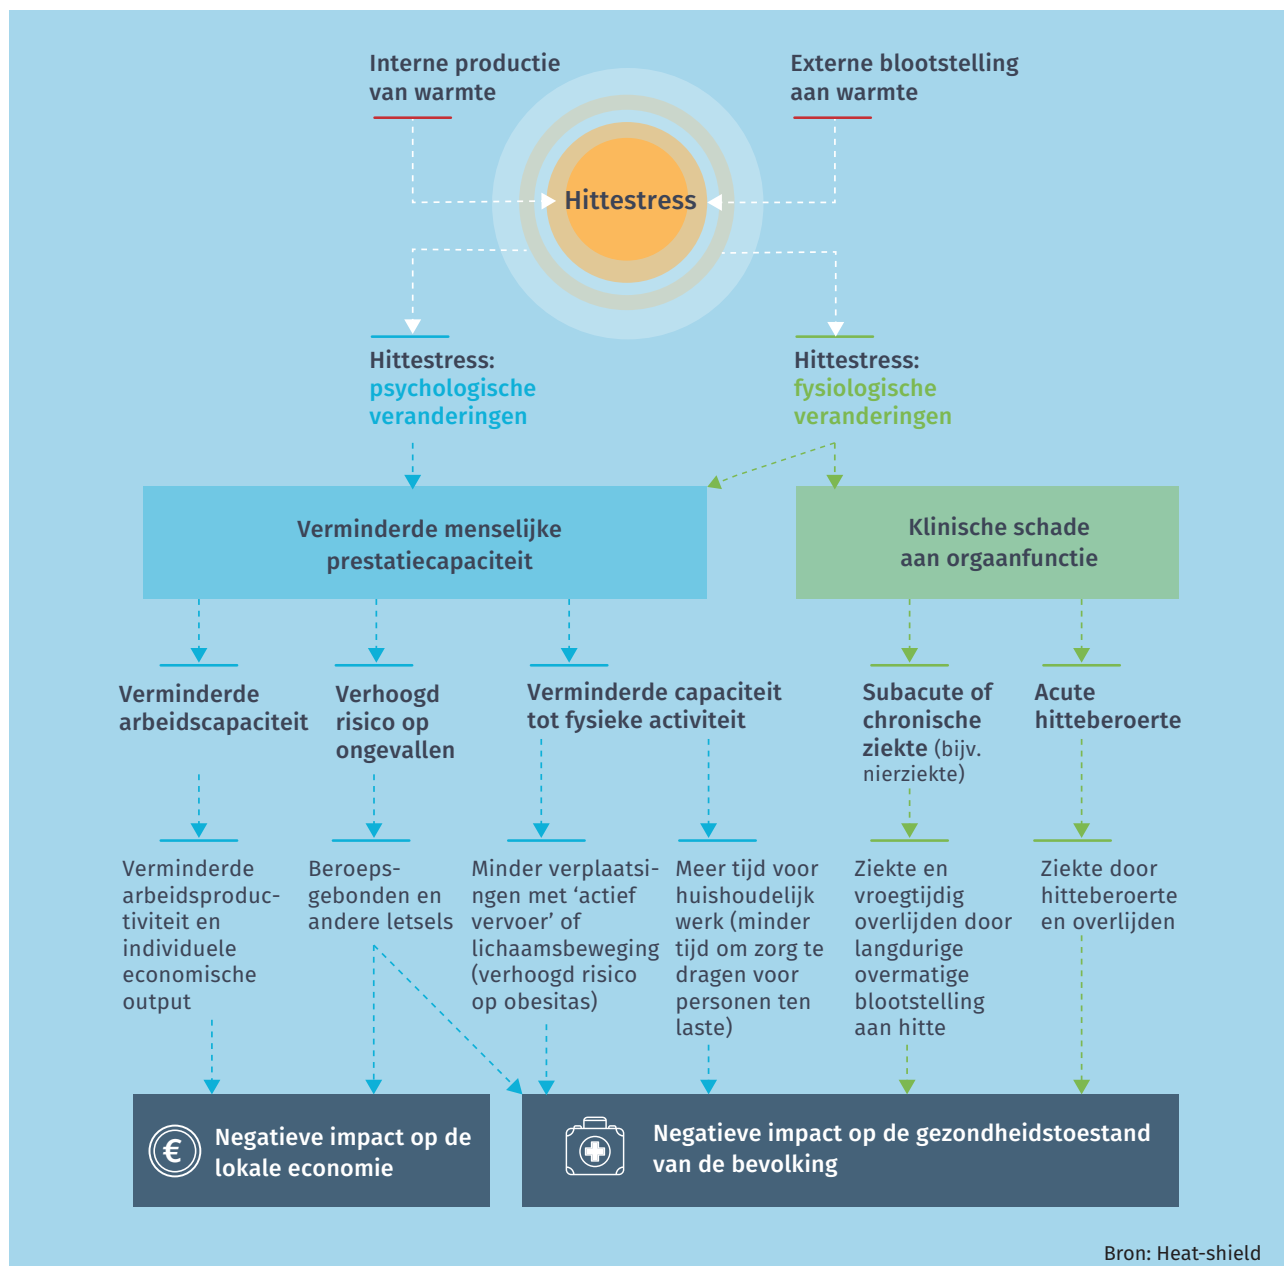 Interne productie
van warmte
Externe blootstelling
aan warmte
Hittestress
Hittestress:
psychologische
veranderingen
Hittestress:
fysiologische
veranderingen
Verminderde menselijke
prestatiecapaciteit
Klinische schade
aan orgaanfunctie
Verminderde
arbeidscapaciteit
Verhoogd
risico op
ongevallen
Verminderde capaciteit
tot fysieke activiteit
Subacute of
chronische
ziekte (bijv.
nierziekte)
Acute
hitteberoerte
Verminderde
arbeidsproduc-
tiviteit en
individuele
economische
output
Beroeps-
gebonden en
andere letsels
Minder verplaatsi-
ngen met ‘actief
vervoer’ of
lichaamsbeweging
(verhoogd risico
op obesitas)
Meer tijd voor
huishoudelijk
werk (minder
tijd om zorg te
dragen voor
personen ten
laste)
Ziekte en
vroegtijdig
overlijden door
langdurige
overmatige
blootstelling
aan hitte
Ziekte door
hitteberoerte
en overlijden
€
Negatieve impact op de
lokale economie
Negatieve impact op de gezondheidstoestand
van de bevolking
Bron: Heat-shield